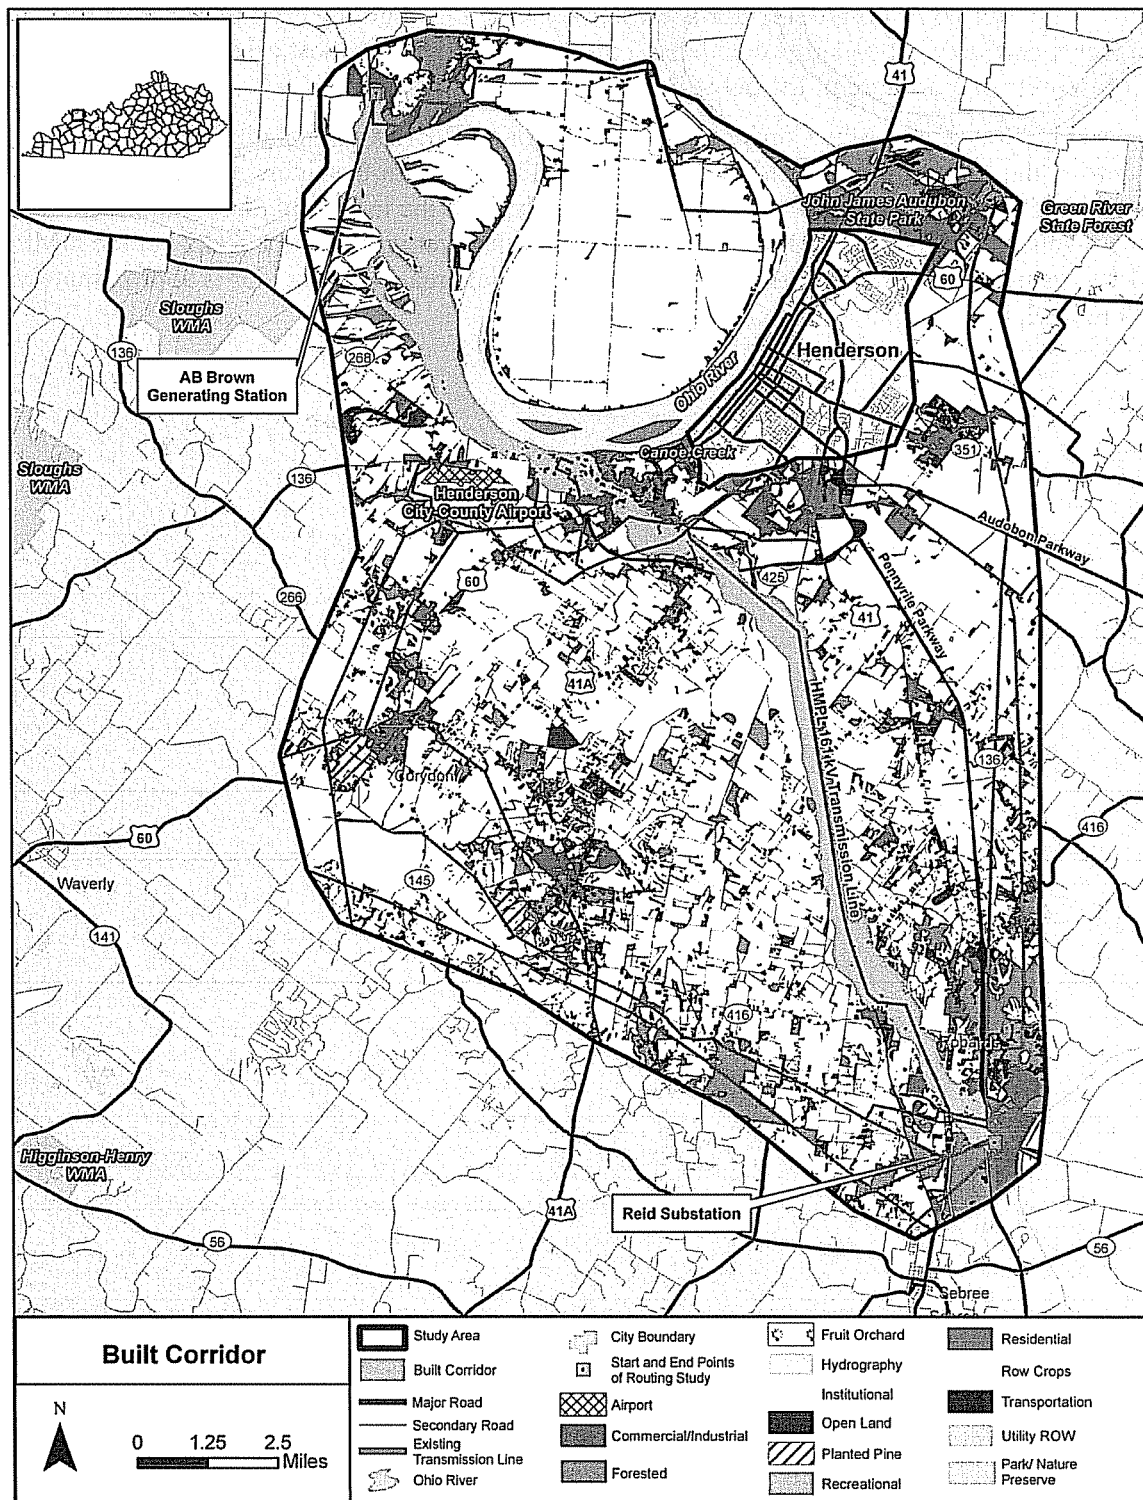 41
John James Audubon
State Park
Green River
State Forest
60
Sloughs
WMA
136
268
Henderson
AB Brown
Generating Station
Ohio River
Canoe Creek
351
Sloughs
WMA
136
Henderson
City-County Airport
Audobon Parkway
60
425
Pennyrile Parkway
266
41
41A
HMPL 161kV Transmission Line
Corydon
136
60
416
Waverly
145
141
416
Robards
Higginson-Henry
WMA
Reid Substation
41A
56
56
Sebree
Built Corridor
N
0 1.25 2.5
Miles
Study Area
Built Corridor
Major Road
Secondary Road
Existing
Transmission Line
Ohio River
City Boundary
Start and End Points
of Routing Study
Airport
Commercial/Industrial
Forested
Fruit Orchard
Hydrography
Institutional
Open Land
Planted Pine
Recreational
Residential
Row Crops
Transportation
Utility ROW
Park/ Nature
Preserve